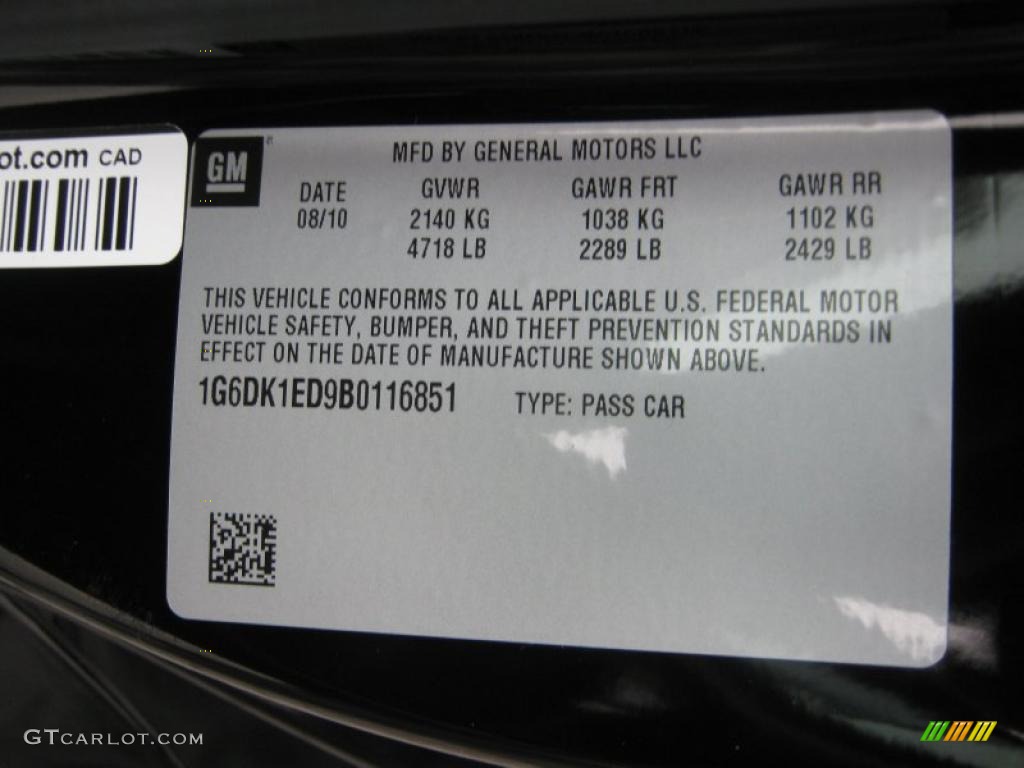 ot.com CAD
GM
MFD BY GENERAL MOTORS LLC
DATE GVWR GAWR FRT GAWR RR
08/10 2140 KG 1038 KG 1102 KG
4718 LB 2289 LB 2429 LB
THIS VEHICLE CONFORMS TO ALL APPLICABLE U.S. FEDERAL MOTOR
VEHICLE SAFETY, BUMPER, AND THEFT PREVENTION STANDARDS IN
EFFECT ON THE DATE OF MANUFACTURE SHOWN ABOVE.
1G6DK1ED9B0116851 TYPE: PASS CAR
GTcarlot.com